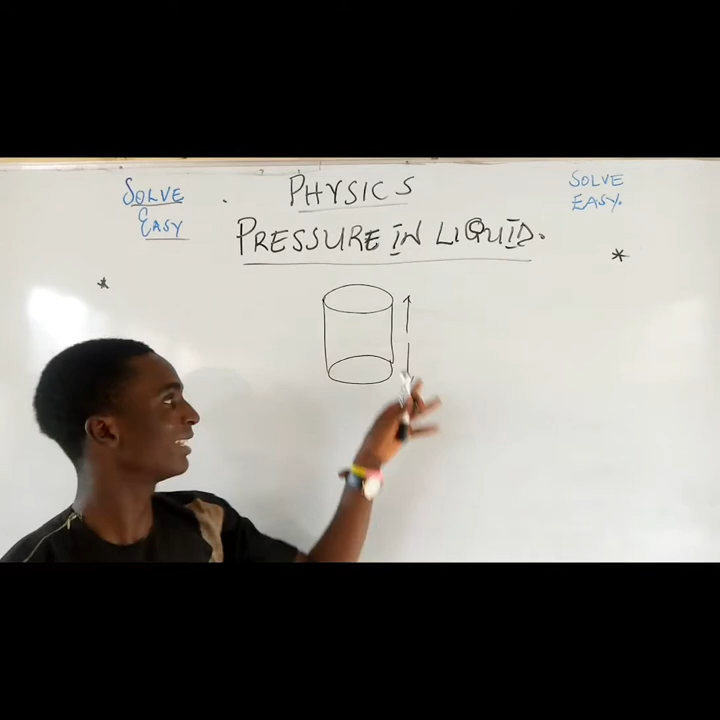 SOLVE
EASY
PHYSICS
PRESSURE IN LIQUID.
SOLVE
EASY.